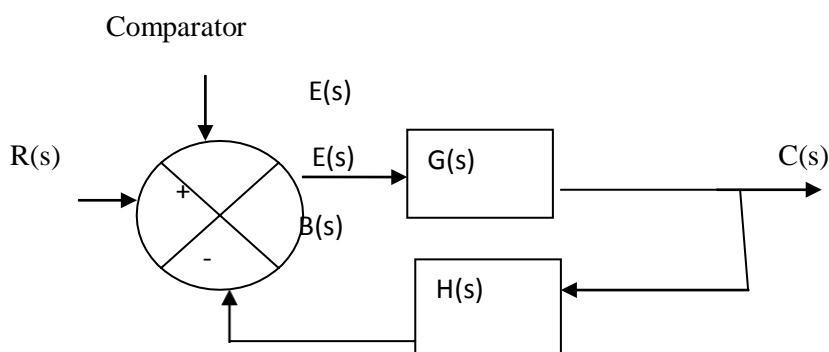 Comparator
E(s)
R(s) E(s) G(s) C(s)
+
B(s)
-
H(s)